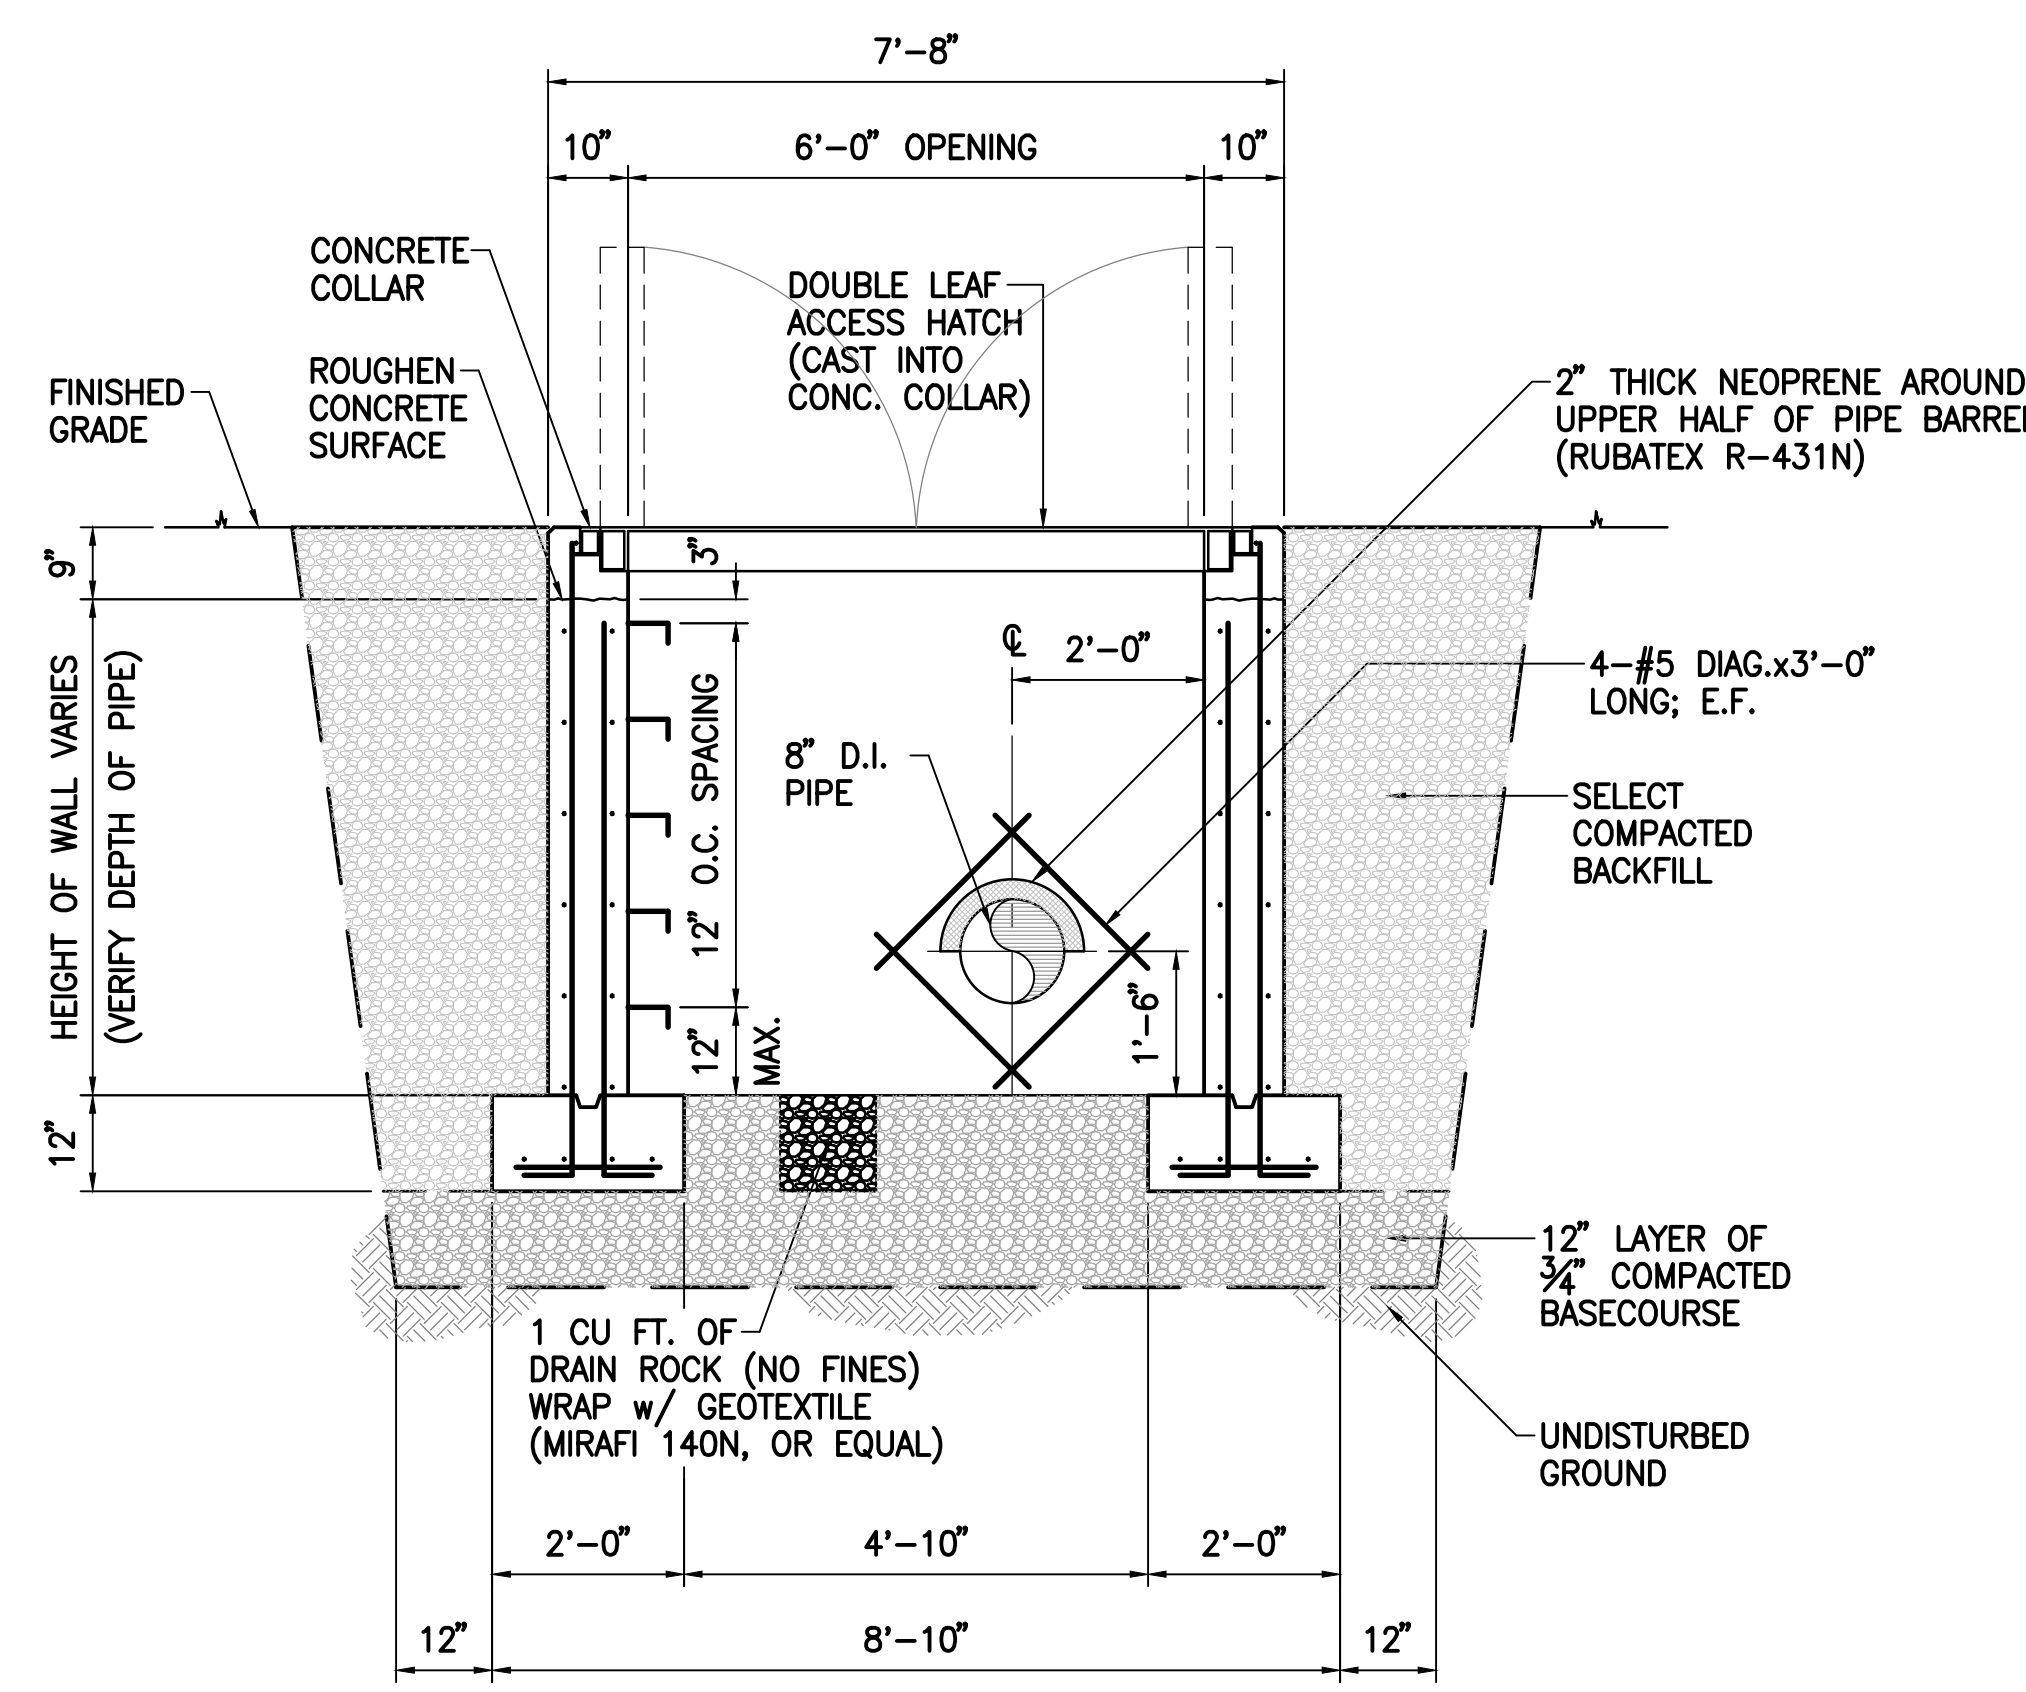 7'-8"
10"
6'-0" OPENING
10"
CONCRETE
COLLAR
DOUBLE LEAF
ACCESS HATCH
(CAST INTO
CONC. COLLAR)
ROUGHEN
CONCRETE
SURFACE
FINISHED
GRADE
2" THICK NEOPRENE AROUND
UPPER HALF OF PIPE
(RUBATEX R-431N)
9"
3"
HEIGHT OF WALL VARIES
(VERIFY DEPTH OF PIPE)
12" O.C. SPACING
℄
2'-0"
4-#5 DIAG.x3'-0"
LONG; E.F.
8" D.I.
PIPE
SELECT
COMPACTED
BACKFILL
12"
MAX.
1'-6"
12"
12" LAYER OF
3/4" COMPACTED
BASECOURSE
1 CU FT. OF
DRAIN ROCK (NO FINES)
WRAP w/ GEOTEXTILE
(MIRAFI 140N, OR EQUAL)
UNDISTURBED
GROUND
2'-0"
4'-10"
2'-0"
12"
8'-10"
12"